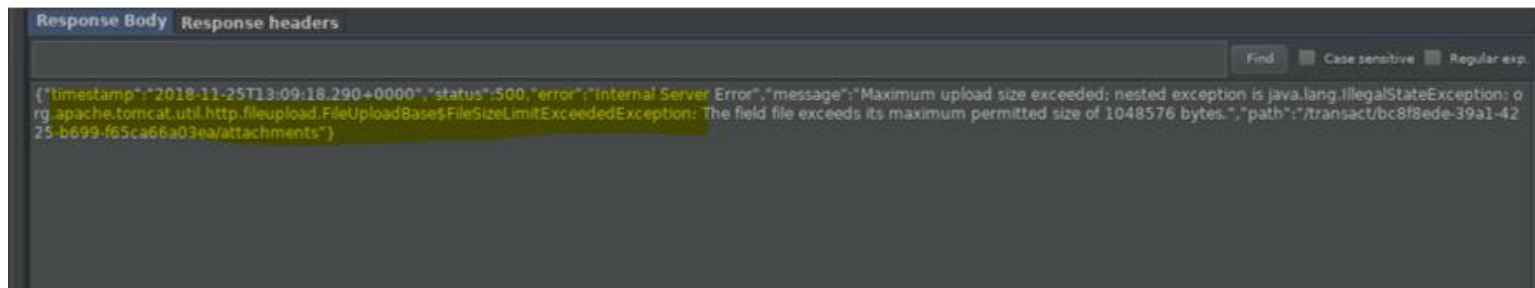 Response Body Response headers
Find Case sensitive Regular exp.
{"timestamp":"2018-11-25T13:09:18.290+0000","status":500,"error":"Internal Server Error","message":"Maximum upload size exceeded; nested exception is java.lang.IllegalStateException: o
rg.apache.tomcat.util.http.fileupload.FileUploadBase$FileSizeLimitExceededException: The field file exceeds its maximum permitted size of 1048576 bytes.","path":"/transact/bc8f8ede-39a1-42
25-b699-f65ca66a03ea/attachments"}